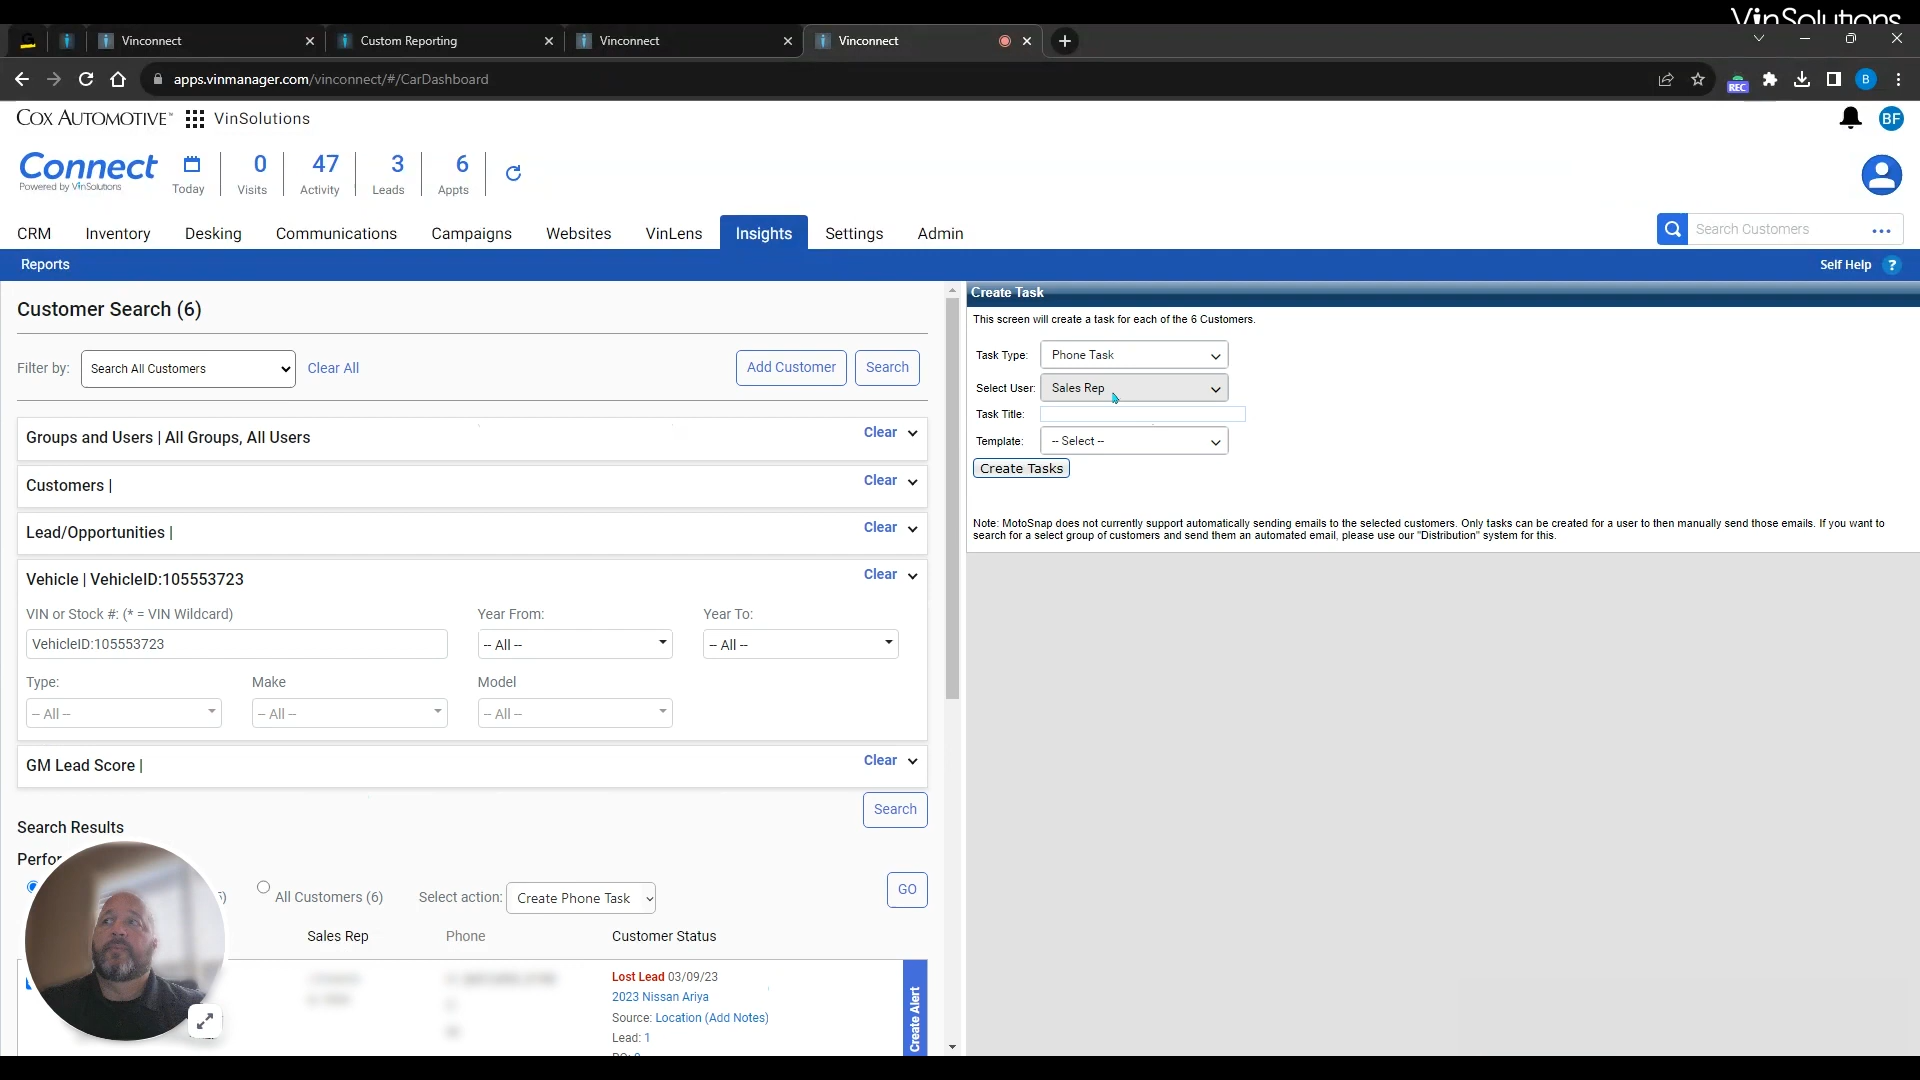 VinSolutions
Vinconnect
Custom Reporting
Vinconnect
Vinconnect
apps.vinmanager.com/vinconnect/#/CarDashboard
REC
B
COX AUTOMOTIVE™
VinSolutions
BF
Connect
Powered by VinSolutions
Today
0
Visits
47
Activity
3
Leads
6
Appts
CRM
Inventory
Desking
Communications
Campaigns
Websites
VinLens
Insights
Settings
Admin
Search Customers
Reports
Self Help ?
Customer Search (6)
Filter by:
Search All Customers
Clear All
Add Customer
Search
Groups and Users | All Groups, All Users
Clear
Customers |
Clear
Lead/Opportunities |
Clear
Vehicle | VehicleID:105553723
Clear
VIN or Stock #: (* = VIN Wildcard)
Year From:
Year To:
VehicleID:105553723
-- All --
-- All --
Type:
Make
Model
-- All --
-- All --
-- All --
GM Lead Score |
Clear
Search
Search Results
All Customers (6)
Select action:
Create Phone Task
GO
Sales Rep
Phone
Customer Status
Lost Lead 03/09/23
2023 Nissan Ariya
Source: Location (Add Notes)
Lead: 1
Create Alert
Create Task
This screen will create a task for each of the 6 Customers.
Task Type:
Phone Task
Select User:
Sales Rep
Task Title:
Template:
-- Select --
Create Tasks
Note: MotoSnap does not currently support automatically sending emails to the selected customers. Only tasks can be created for a user to then manually send those emails. If you want to
search for a select group of customers and send them an automated email, please use our "Distribution" system for this.